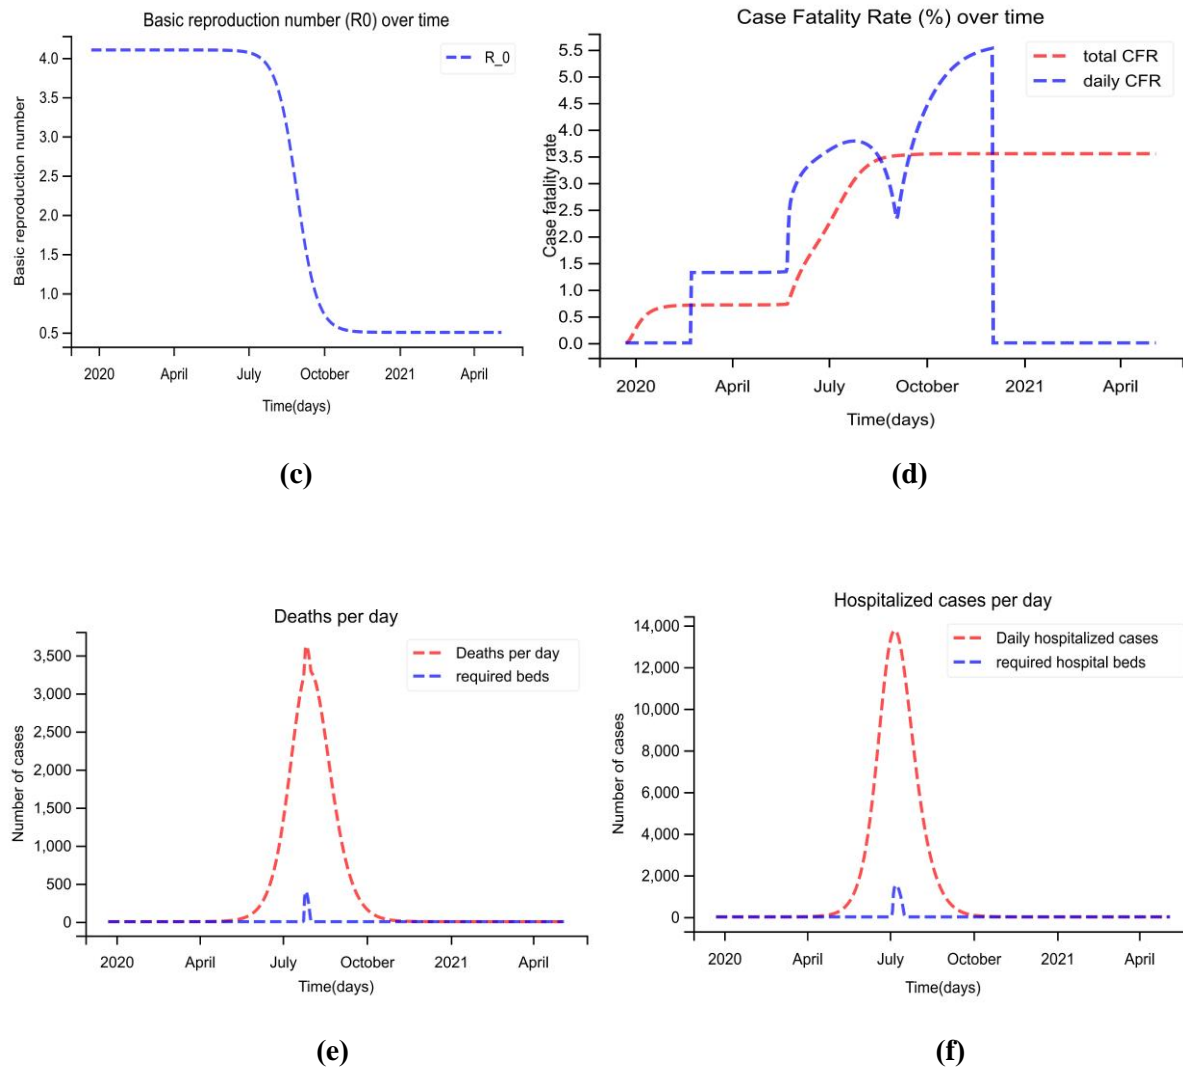 Basic reproduction number (R0) over time
R_0
4.0
3.5
3.0
2.5
2.0
1.5
1.0
0.5
Basic reproduction number
2020 April July October 2021 April
Time(days)
(c)
Case Fatality Rate (%) over time
total CFR
daily CFR
5.5
5.0
4.5
4.0
3.5
3.0
2.5
2.0
1.5
1.0
0.5
0.0
Case fatality rate
2020 April July October 2021 April
Time(days)
(d)
Deaths per day
Deaths per day
required beds
3,500
3,000
2,500
2,000
1,500
1,000
500
0
Number of cases
2020 April July October 2021 April
Time(days)
(e)
Hospitalized cases per day
Daily hospitalized cases
required hospital beds
14,000
12,000
10,000
8,000
6,000
4,000
2,000
0
Number of cases
2020 April July October 2021 April
Time(days)
(f)